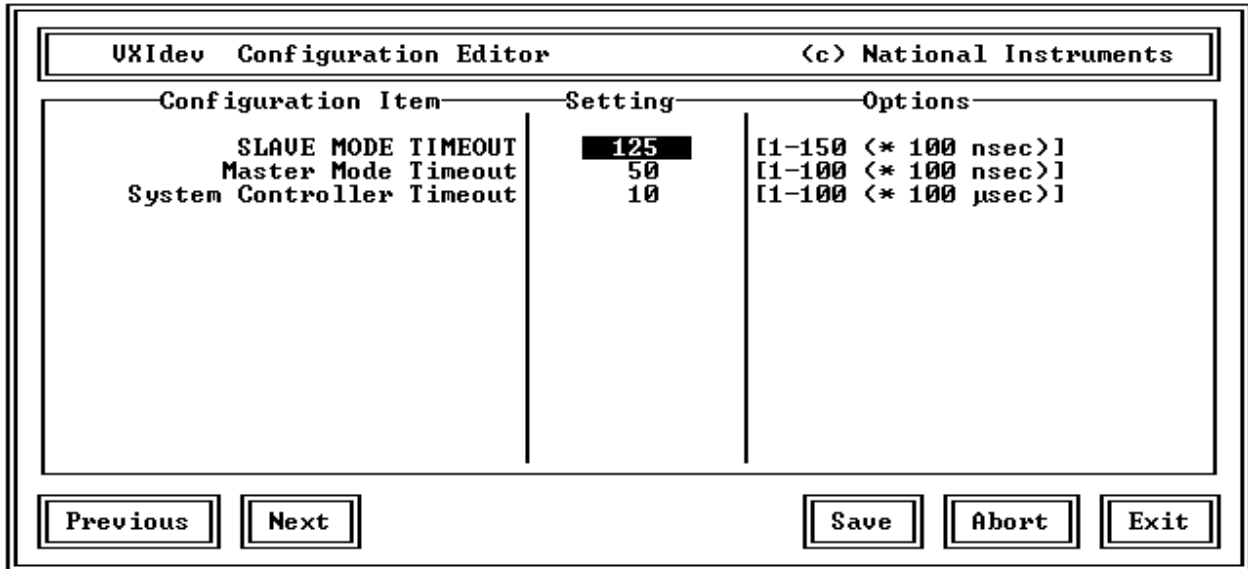 VXIdev Configuration Editor (c) National Instruments
Configuration Item Setting Options
SLAVE MODE TIMEOUT 125 [1-150 (* 100 nsec)]
Master Mode Timeout 50 [1-100 (* 100 nsec)]
System Controller Timeout 10 [1-100 (* 100 µsec)]
Previous Next Save Abort Exit